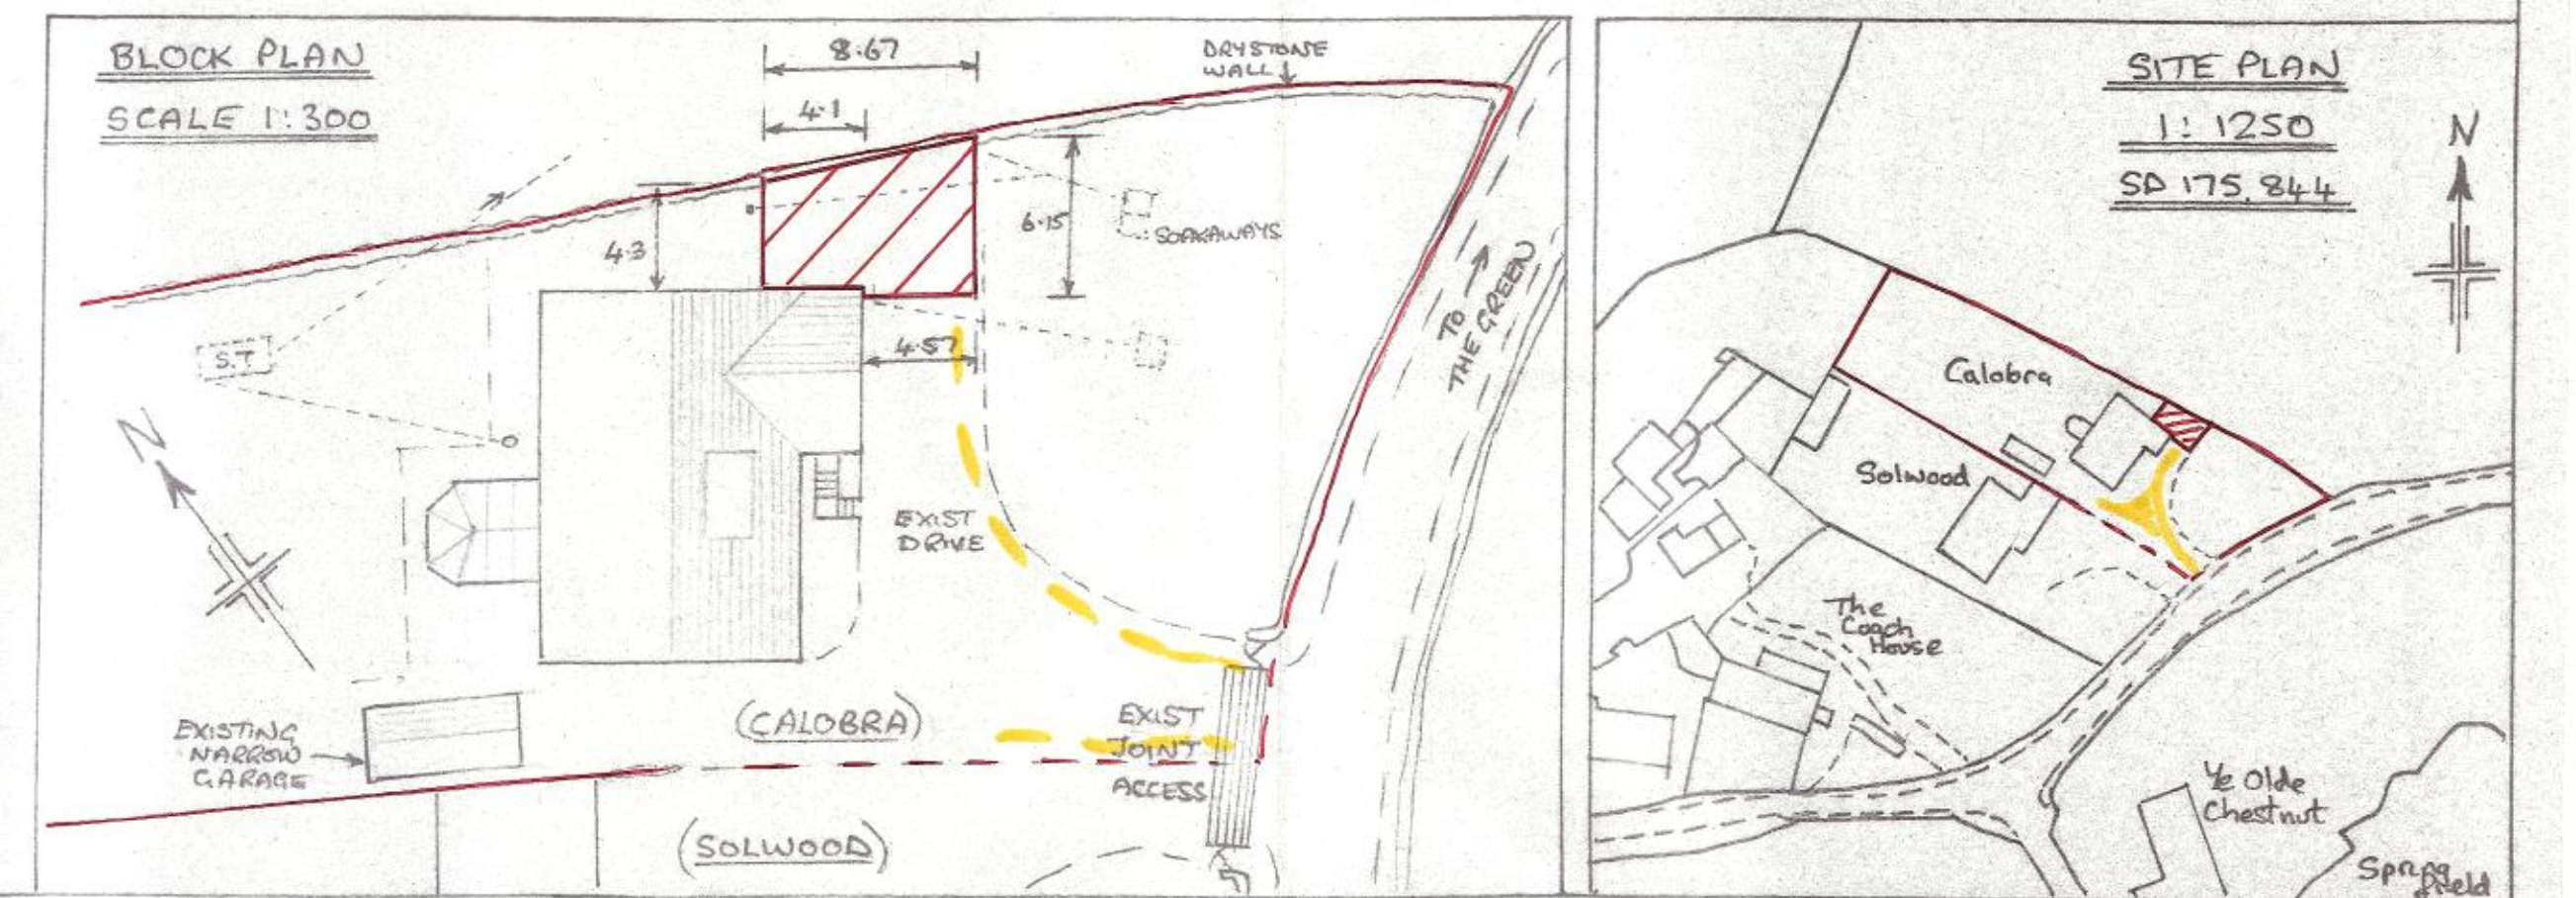 BLOCK PLAN
SCALE 1:300
8.67
4.1
DRYSTONE
WALL
4.3
6.15
SOAKAWAYS
TO
THE GREEN
S.T
4.57
N
EXIST
DRIVE
EXISTING
NARROW
GARAGE
(CALOBRA)
EXIST
JOINT
ACCESS
(SOLWOOD)
SITE PLAN
1:1250
SD 175.844
N
Calobra
Solwood
The
Coach
House
Ye Olde
Chestnut
Spring
field